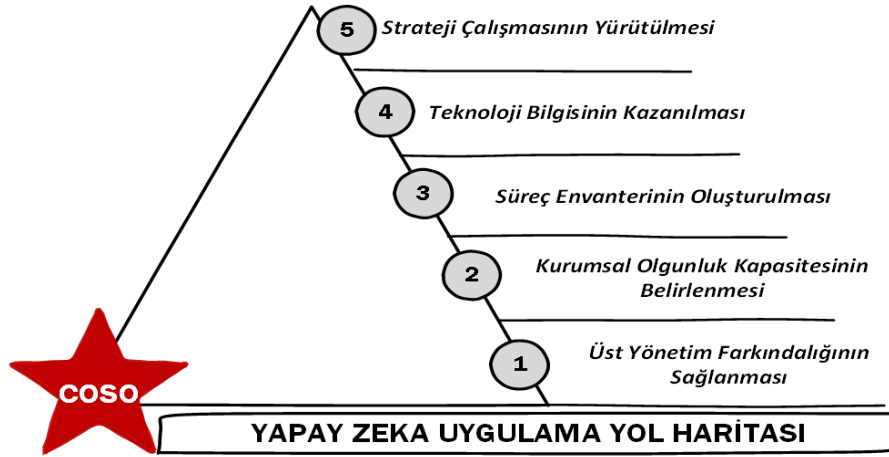 5 Strateji Çalışmasının Yürütülmesi
4 Teknoloji Bilgisinin Kazanılması
3 Süreç Envanterinin Oluşturulması
2 Kurumsal Olgunluk Kapasitesinin
Belirlenmesi
1 Üst Yönetim Farkındalığının
Sağlanması
COSO
YAPAY ZEKA UYGULAMA YOL HARİTASI